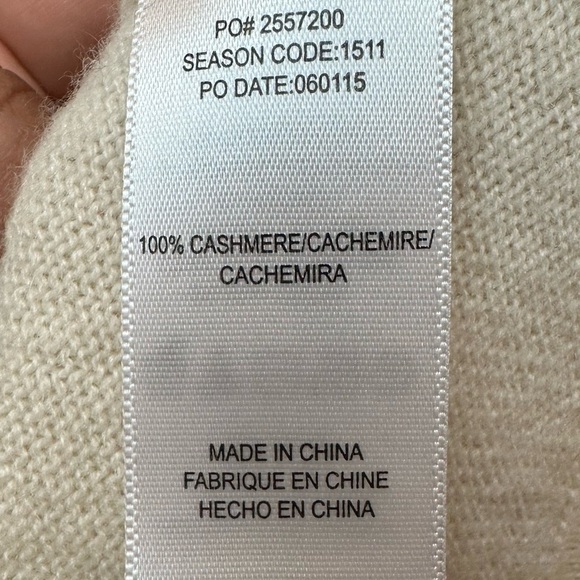 PO# 2557200
SEASON CODE:1511
PO DATE:060115
100% CASHMERE/CACHEMIRE/
CACHEMIRA
MADE IN CHINA
FABRIQUE EN CHINE
HECHO EN CHINA